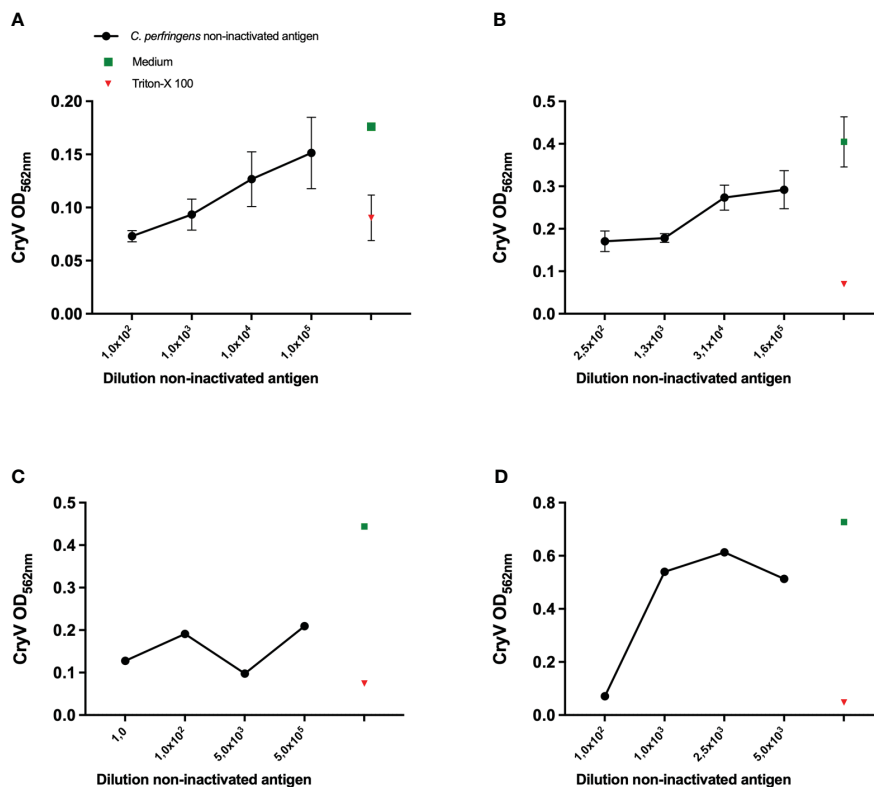 A
C. perfringens non-inactivated antigen
Medium
Triton-X 100
CryV OD562nm
0.20
0.15
0.10
0.05
0.00
1,0x10²
1,0x10³
1,0x10⁴
1,0x10⁵
Dilution non-inactivated antigen
B
CryV OD562nm
0.5
0.4
0.3
0.2
0.1
0.0
2,5x10²
1,3x10³
3,1x10⁴
1,6x10⁵
Dilution non-inactivated antigen
C
CryV OD562nm
0.5
0.4
0.3
0.2
0.1
0.0
1,0
1,0x10²
5,0x10³
5,0x10⁵
Dilution non-inactivated antigen
D
CryV OD562nm
0.8
0.6
0.4
0.2
0.0
1,0x10²
1,0x10³
2,5x10³
5,0x10³
Dilution non-inactivated antigen